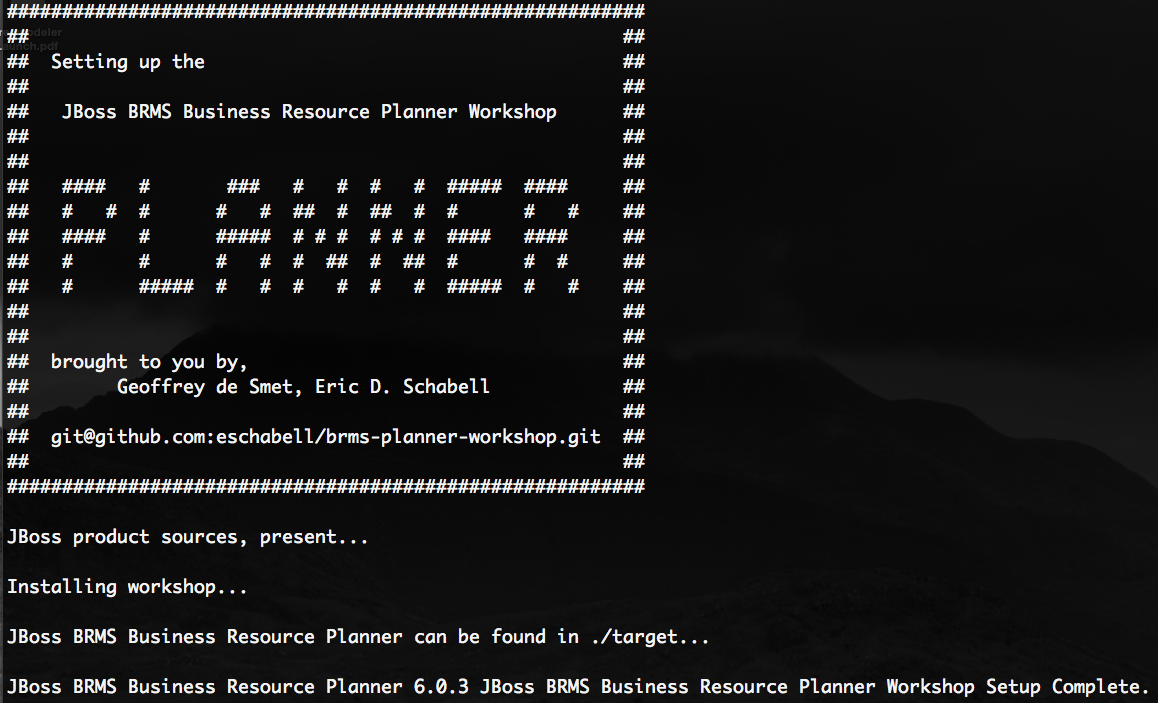 ##########################################################
##                                                      ##
##  Setting up the                                      ##
##                                                      ##
##   JBoss BRMS Business Resource Planner Workshop      ##
##                                                      ##
##                                                      ##
##   ####   #       ###   #   #  #   #  #####  ####     ##
##   #   #  #      #   #  ##  #  ##  #  #      #   #    ##
##   ####   #      #####  # # #  # # #  ####   ####     ##
##   #      #      #   #  #  ##  #  ##  #      #  #     ##
##   #      #####  #   #  #   #  #   #  #####  #   #    ##
##                                                      ##
##                                                      ##
##  brought to you by,                                  ##
##        Geoffrey de Smet, Eric D. Schabell            ##
##                                                      ##
##  git@github.com:eschabell/brms-planner-workshop.git  ##
##                                                      ##
##########################################################
JBoss product sources, present...
Installing workshop...
JBoss BRMS Business Resource Planner can be found in ./target...
JBoss BRMS Business Resource Planner 6.0.3 JBoss BRMS Business Resource Planner Workshop Setup Complete.